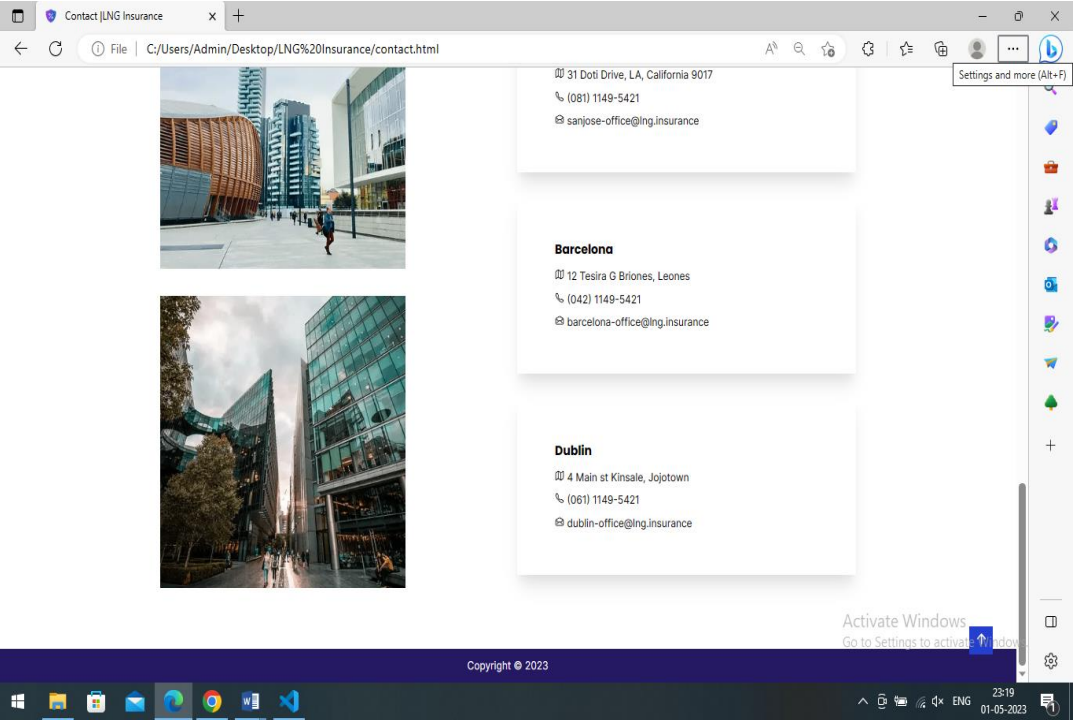 Contact |LNG Insurance
File
C:/Users/Admin/Desktop/LNG%20Insurance/contact.html
Settings and more (Alt+F)
31 Doti Drive, LA, California 9017
(081) 1149-5421
sanjose-office@lng.insurance
Barcelona
12 Tesira G Briones, Leones
(042) 1149-5421
barcelona-office@lng.insurance
Dublin
4 Main st Kinsale, Jojotown
(061) 1149-5421
dublin-office@lng.insurance
Activate Windows
Go to Settings to activate Windows.
Copyright © 2023
ENG
23:19
01-05-2023